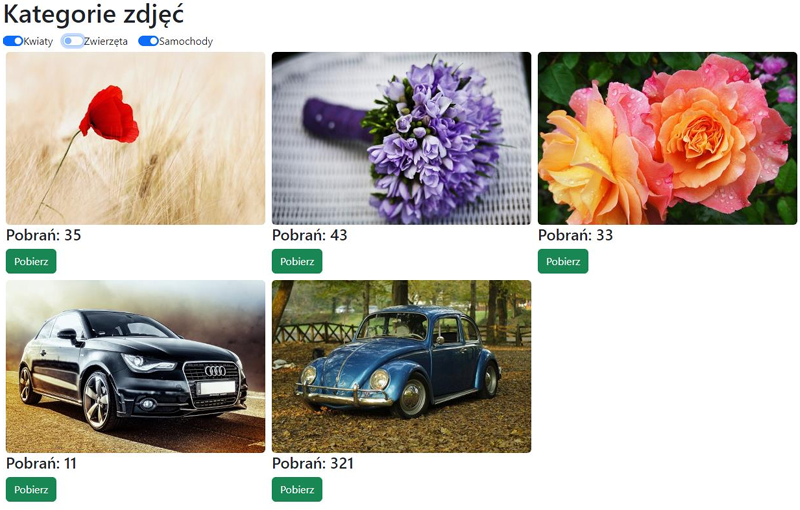 Kategorie zdjęć
Kwiaty Zwierzęta Samochody
Pobrań: 35 Pobrań: 43 Pobrań: 33
Pobierz Pobierz Pobierz
Pobrań: 11 Pobrań: 321
Pobierz Pobierz